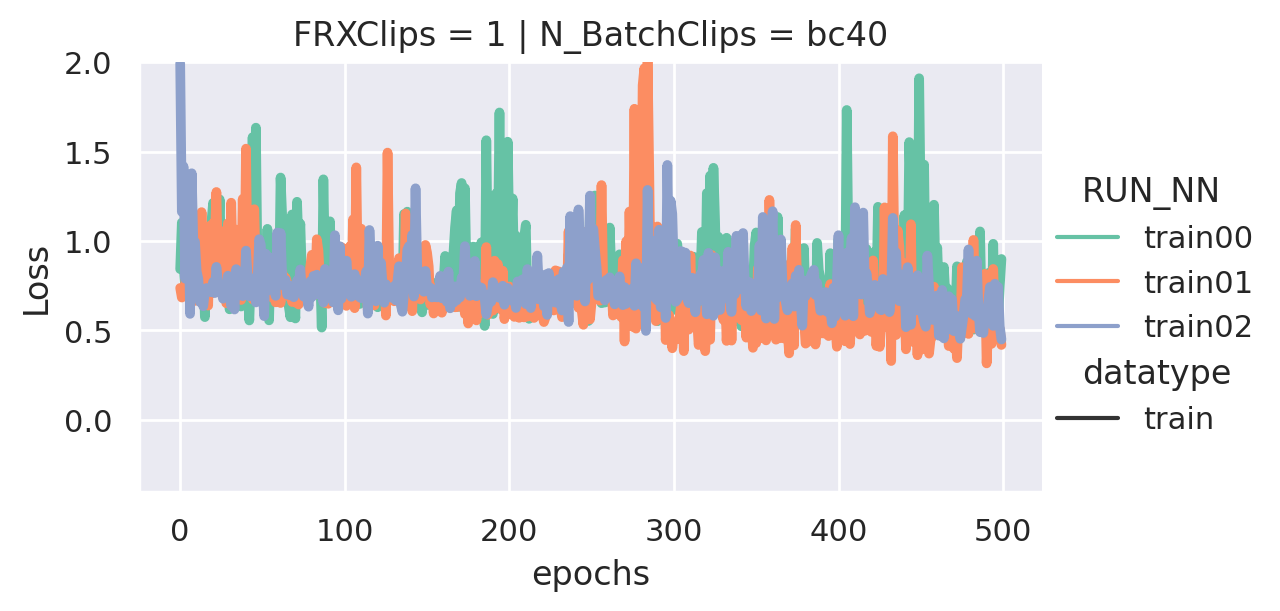 FRXClips = 1 | N_BatchClips = bc40
2.0
1.5
1.0
0.5
0.0
Loss
0
100
200
300
400
500
epochs
RUN_NN
train00
train01
train02
datatype
train